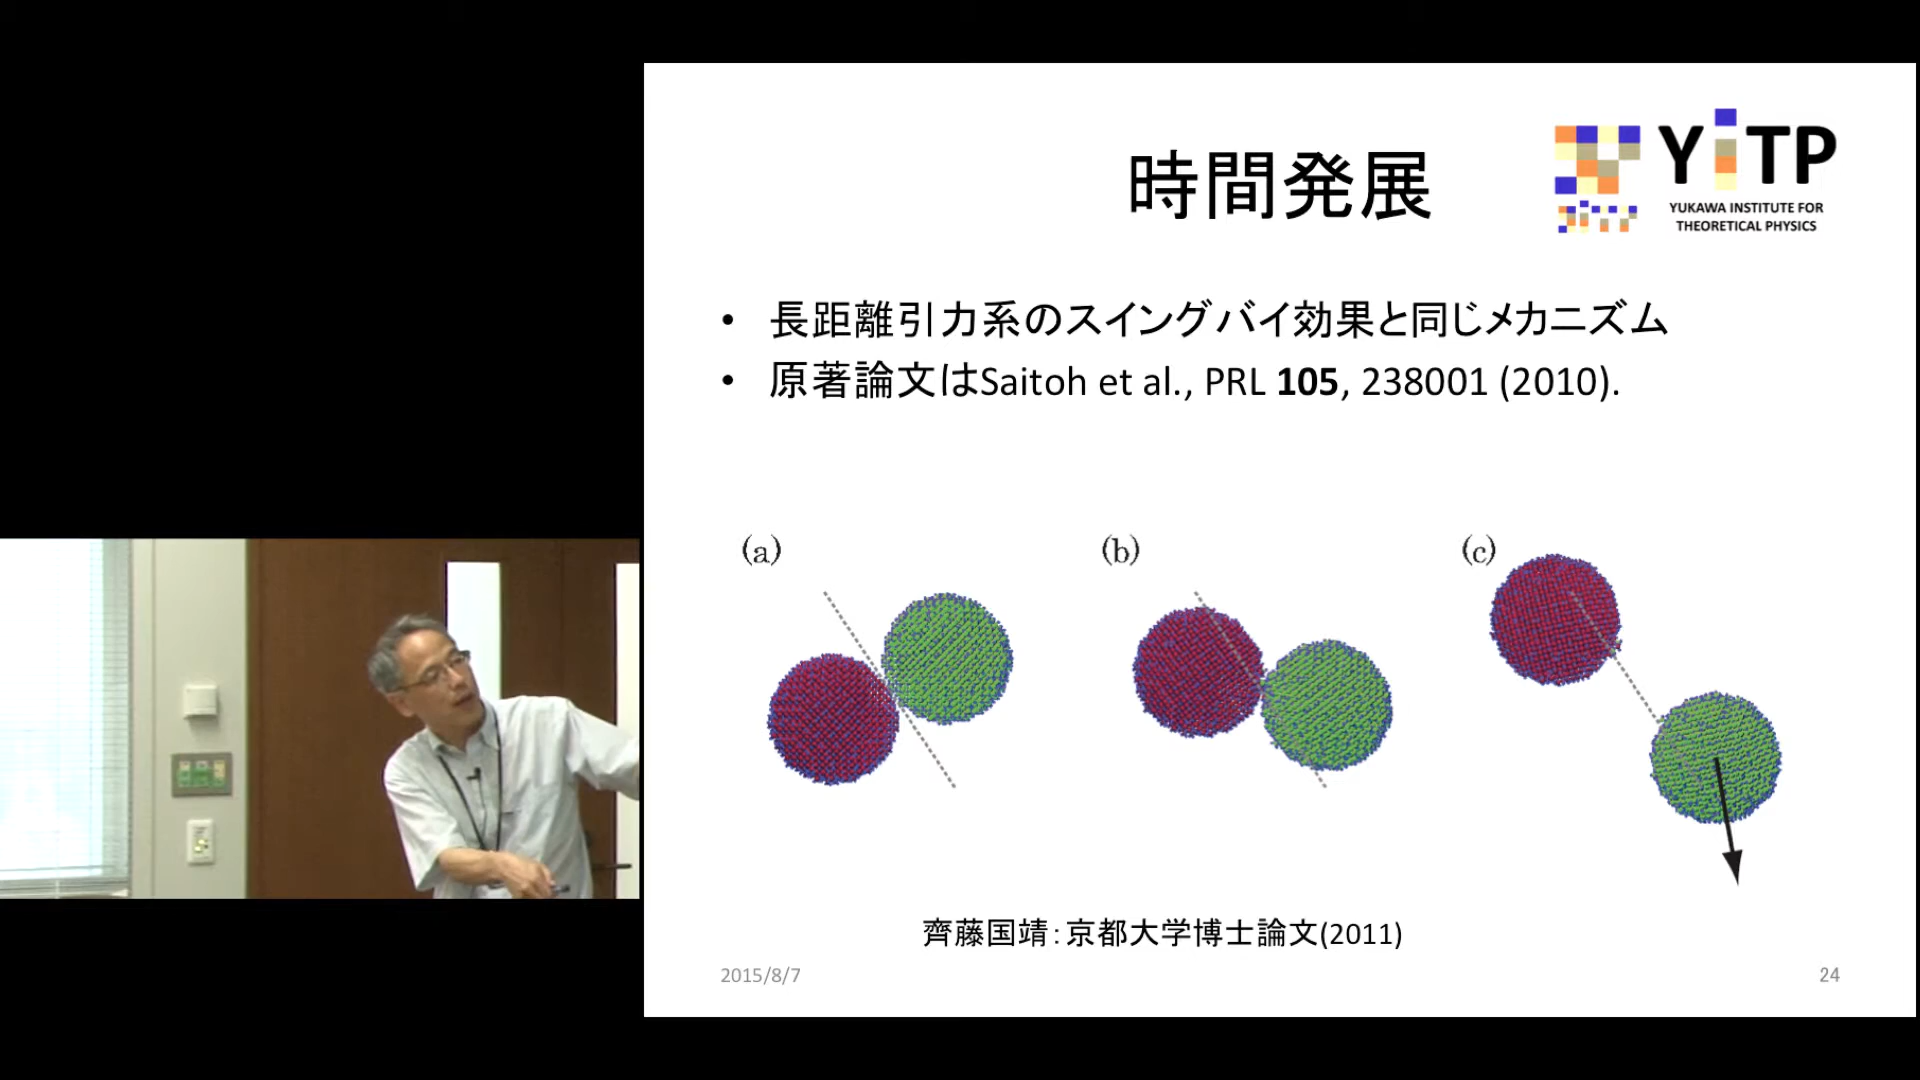 時間発展
YiTP
YUKAWA INSTITUTE FOR
THEORETICAL PHYSICS
• 長距離引力系のスイングバイ効果と同じメカニズム
• 原著論文はSaitoh et al., PRL 105, 238001 (2010).
(a)
(b)
(c)
齊藤国靖：京都大学博士論文(2011)
2015/8/7
24